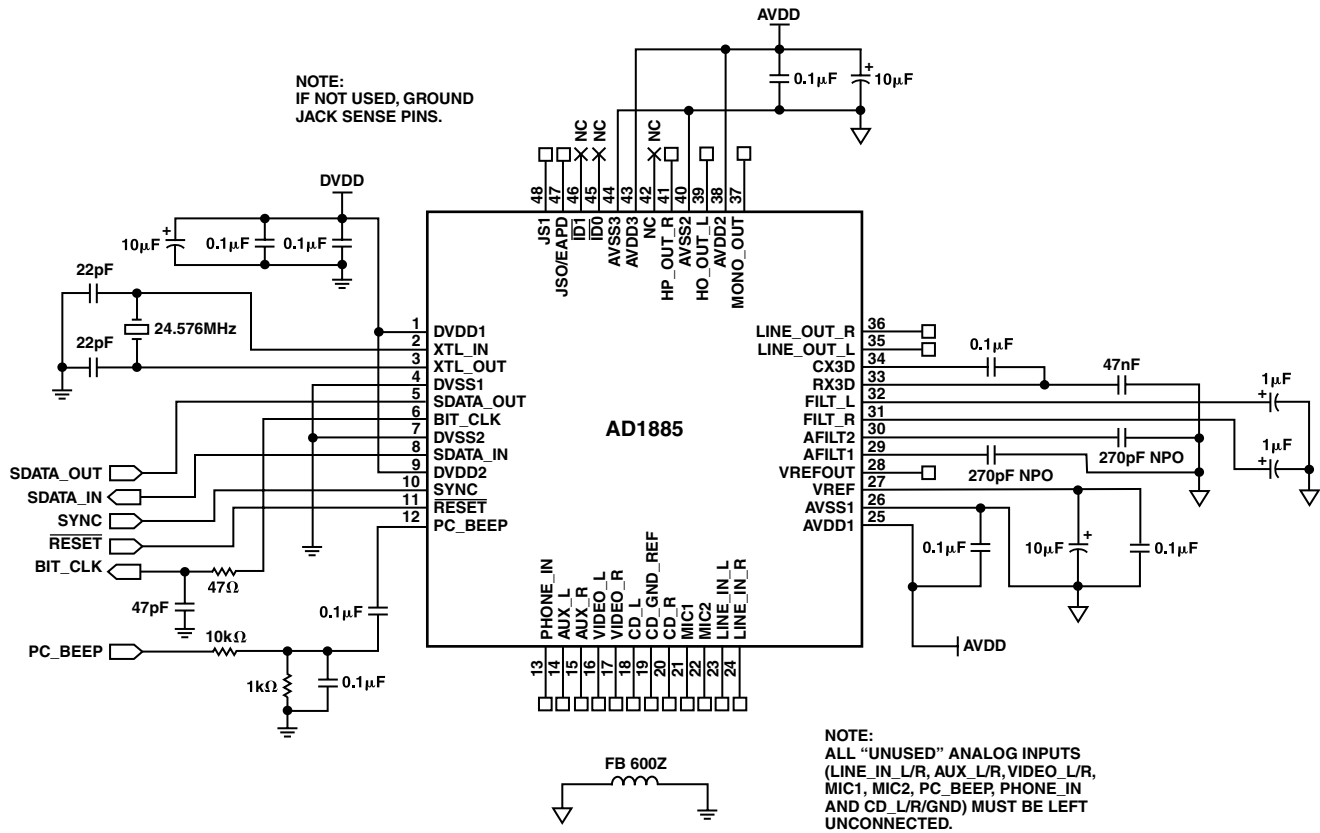 AVDD
0.1µF
10µF
NOTE:
IF NOT USED, GROUND
JACK SENSE PINS.
NC
NC
NC
48
47
46
45
44
43
42
41
40
39
38
37
JS1
JSO/EAPD
ID1
ID0
AVSS3
AVDD3
NC
HP_OUT_R
AVSS2
HO_OUT_L
AVDD2
MONO_OUT
DVDD
10µF
0.1µF
0.1µF
22pF
24.576MHz
22pF
1 DVDD1
2 XTL_IN
3 XTL_OUT
4 DVSS1
5 SDATA_OUT
6 BIT_CLK
7 DVSS2
8 SDATA_IN
9 DVDD2
10 SYNC
11 RESET
12 PC_BEEP
AD1885
LINE_OUT_R 36
LINE_OUT_L 35
CX3D 34
RX3D 33
FILT_L 32
FILT_R 31
AFILT2 30
AFILT1 29
VREFOUT 28
VREF 27
AVSS1 26
AVDD1 25
0.1µF
47nF
1µF
1µF
270pF NPO
270pF NPO
0.1µF
10µF
0.1µF
AVDD
SDATA_OUT
SDATA_IN
SYNC
RESET
BIT_CLK
47Ω
47pF
0.1µF
PC_BEEP
10kΩ
1kΩ
0.1µF
PHONE_IN
AUX_L
AUX_R
VIDEO_L
VIDEO_R
CD_L
CD_GND_REF
CD_R
MIC1
MIC2
LINE_IN_L
LINE_IN_R
13
14
15
16
17
18
19
20
21
22
23
24
FB 600Z
NOTE:
ALL “UNUSED” ANALOG INPUTS
(LINE_IN_L/R, AUX_L/R, VIDEO_L/R,
MIC1, MIC2, PC_BEEP, PHONE_IN
AND CD_L/R/GND) MUST BE LEFT
UNCONNECTED.